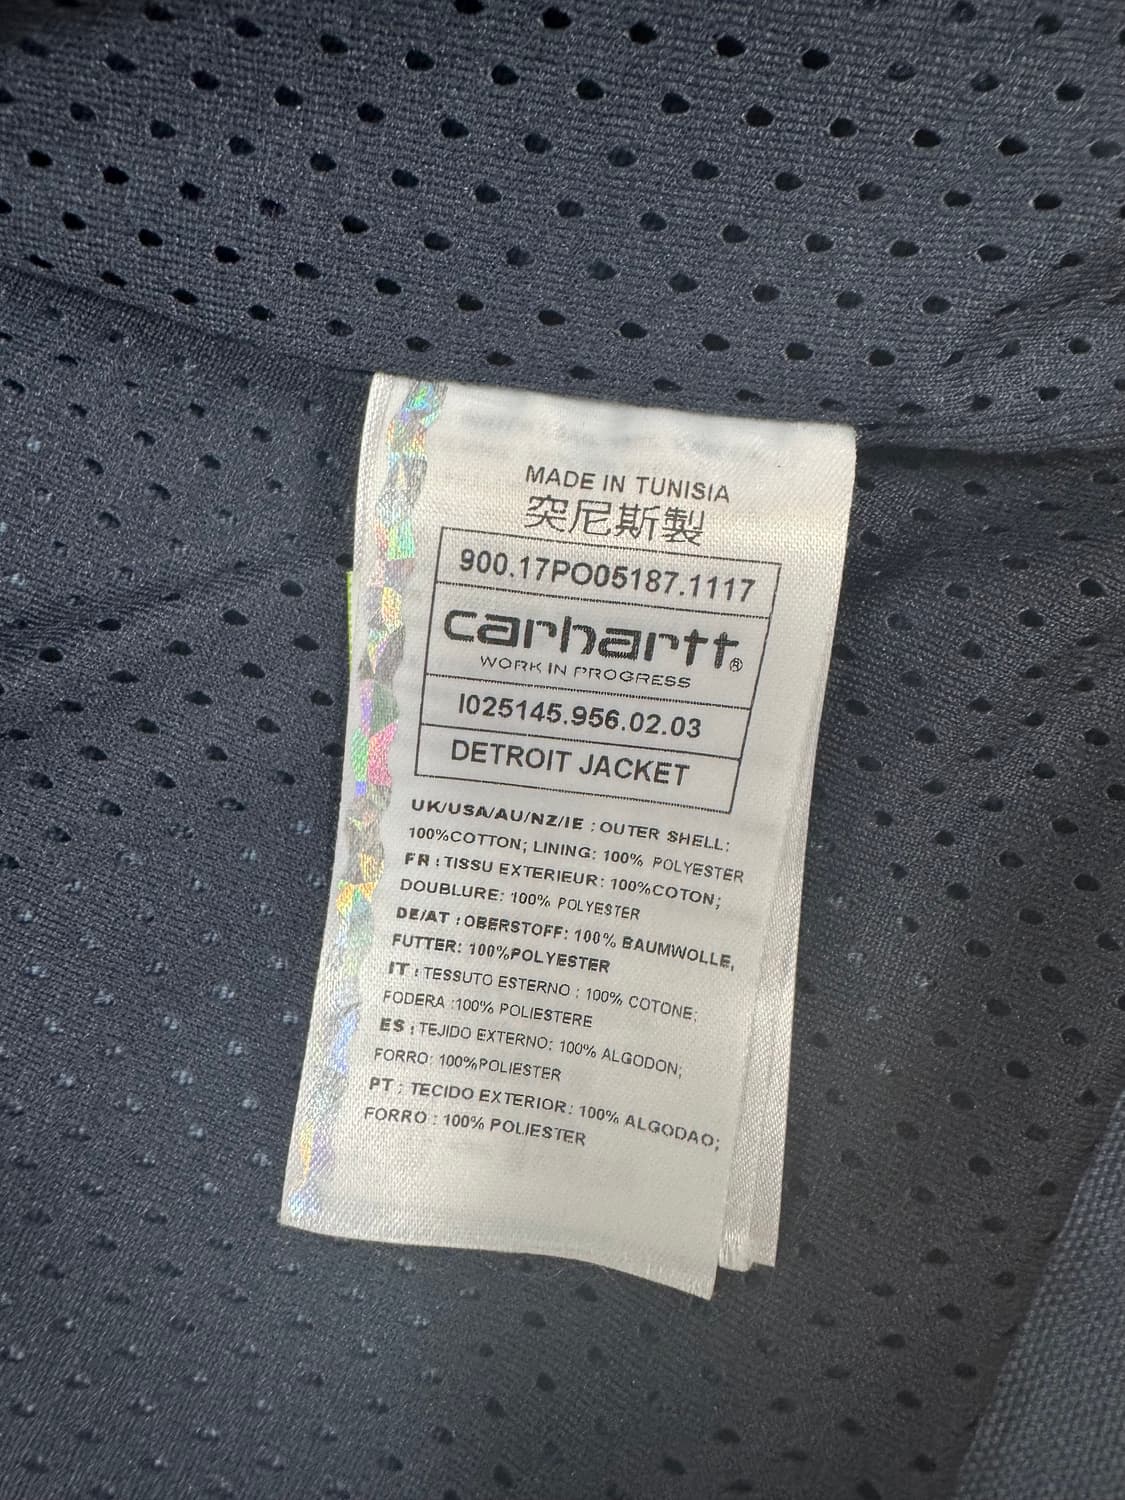 MADE IN TUNISIA
突尼斯製
900.17PO05187.1117
carhartt®
WORK IN PROGRESS
I025145.956.02.03
DETROIT JACKET
UK/USA/AU/NZ/IE : OUTER SHELL:
100%COTTON; LINING: 100% POLYESTER
FR : TISSU EXTERIEUR: 100%COTON;
DOUBLURE: 100% POLYESTER
DE/AT : OBERSTOFF: 100% BAUMWOLLE,
FUTTER: 100%POLYESTER
IT : TESSUTO ESTERNO : 100% COTONE;
FODERA :100% POLIESTERE
ES : TEJIDO EXTERNO: 100% ALGODON;
FORRO: 100%POLIESTER
PT : TECIDO EXTERIOR: 100% ALGODAO;
FORRO : 100% POLIESTER